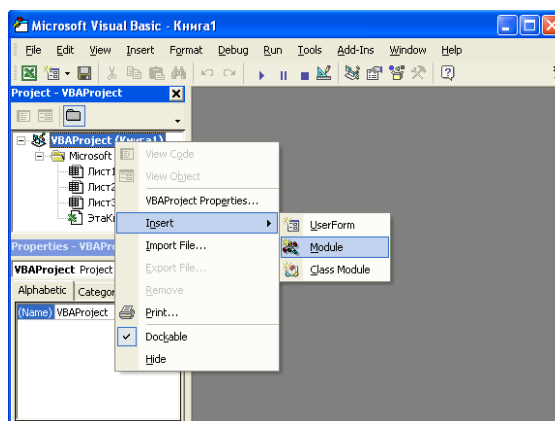 Microsoft Visual Basic - Книга1
File Edit View Insert Format Debug Run Tools Add-Ins Window Help
Project - VBAProject
VBAProject (Книга1)
Microsoft
Лист1
Лист2
Лист3
ЭтаКн
View Code
View Object
VBAProject Properties...
Insert
Import File...
Export File...
Remove
Print...
Dockable
Hide
UserForm
Module
Class Module
Properties - VBAPr
VBAProject Project
Alphabetic Categor
(Name) VBAProject